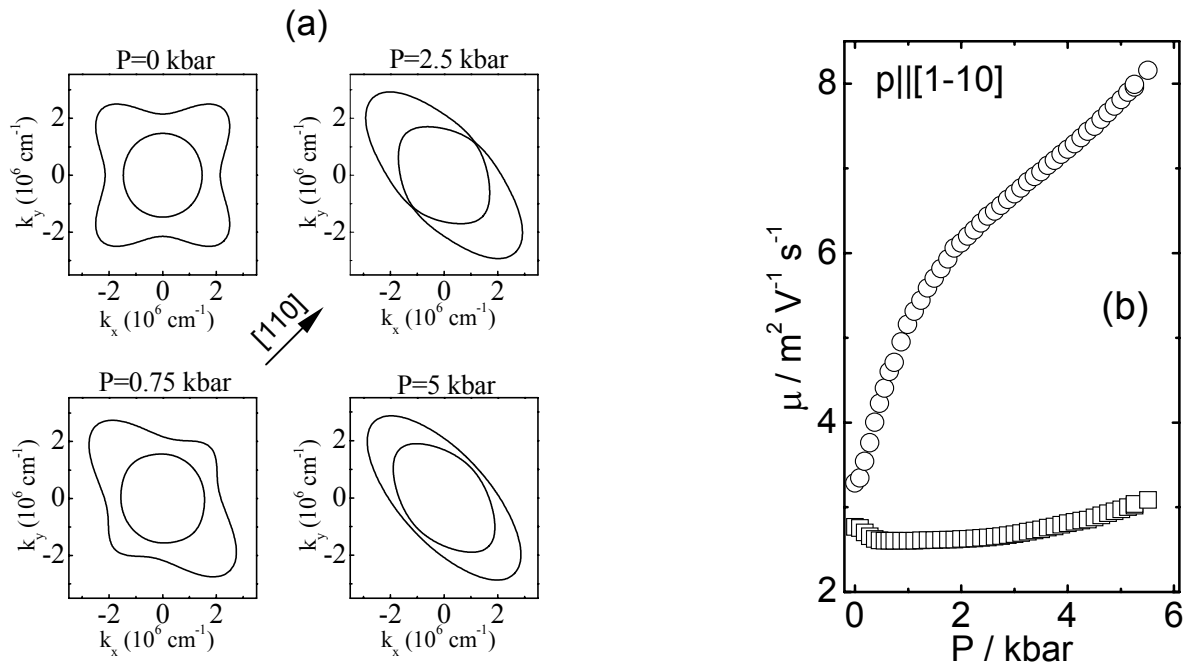 (a)
P=0 kbar
P=2.5 kbar
k_y (10^6 cm^-1)
2
0
-2
-2 0 2
k_x (10^6 cm^-1)
k_y (10^6 cm^-1)
2
0
-2
-2 0 2
k_x (10^6 cm^-1)
[110]
P=0.75 kbar
P=5 kbar
k_y (10^6 cm^-1)
2
0
-2
-2 0 2
k_x (10^6 cm^-1)
k_y (10^6 cm^-1)
2
0
-2
-2 0 2
k_x (10^6 cm^-1)
p||[1-10]
(b)
μ / m^2 V^-1 s^-1
8
6
4
2
0 2 4 6
P / kbar